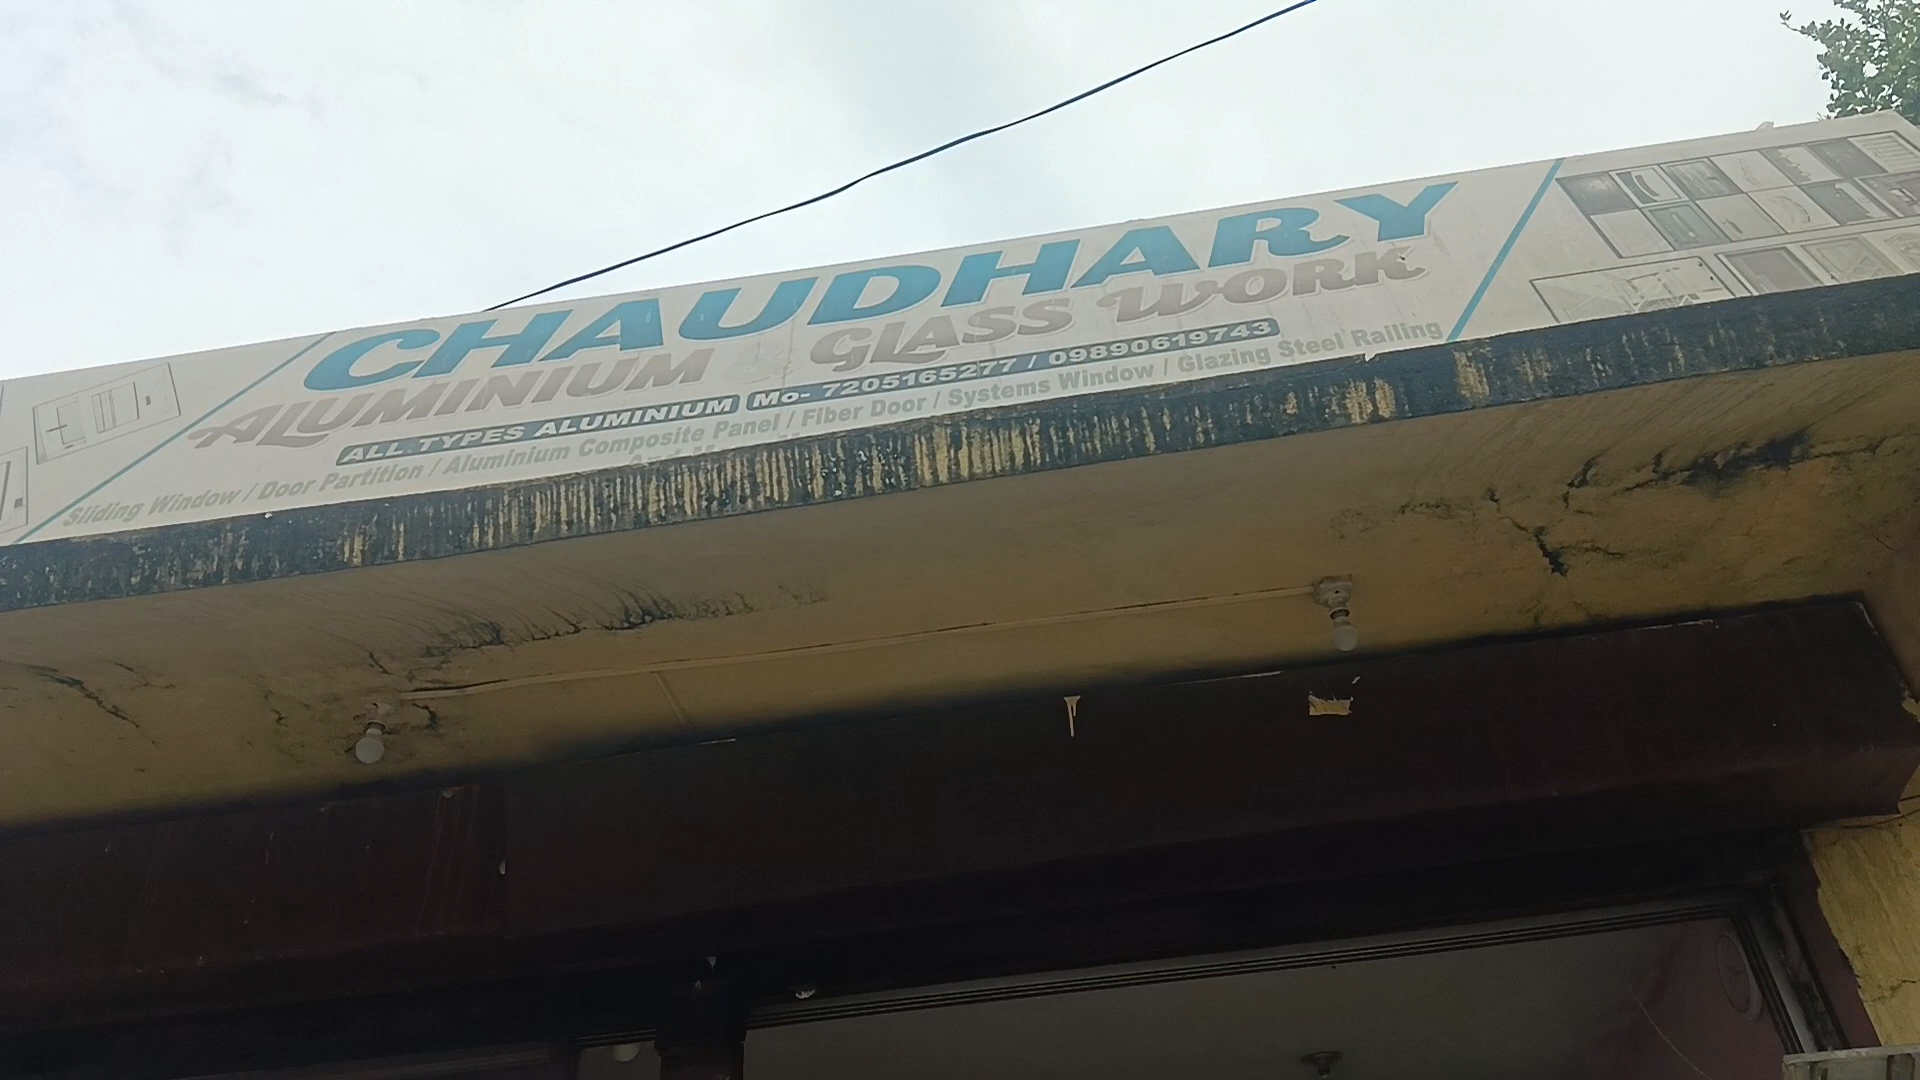 CHAUDHARY
ALUMINIUM GLASS WORK
ALL TYPES ALUMINIUM Mo- 7205165277 / 09890619743
Sliding Window / Door Partition / Aluminium Composite Panel / Fiber Door / Systems Window / Glazing Steel Railing
And